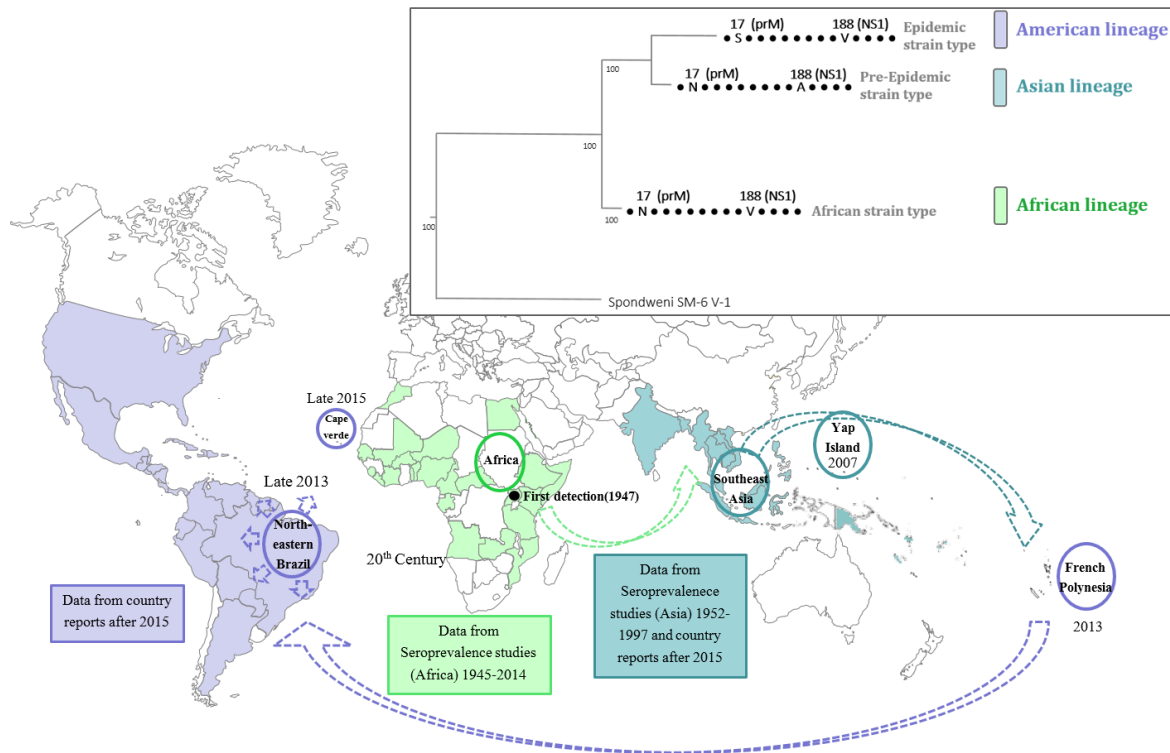 17 (prM) 188 (NS1)
S V
Epidemic
strain type
American lineage
100
17 (prM) 188 (NS1)
N A
Pre-Epidemic
strain type
Asian lineage
100
17 (prM) 188 (NS1)
N V
African strain type
African lineage
100
100
Spondweni SM-6 V-1
Late 2015
Cape
verde
Africa
First detection(1947)
Southeast
Asia
Yap
Island
2007
Late 2013
North-
eastern
Brazil
20th Century
French
Polynesia
2013
Data from country
reports after 2015
Data from
Seroprevalence studies
(Africa) 1945-2014
Data from
Seroprevalenece
studies (Asia) 1952-
1997 and country
reports after 2015